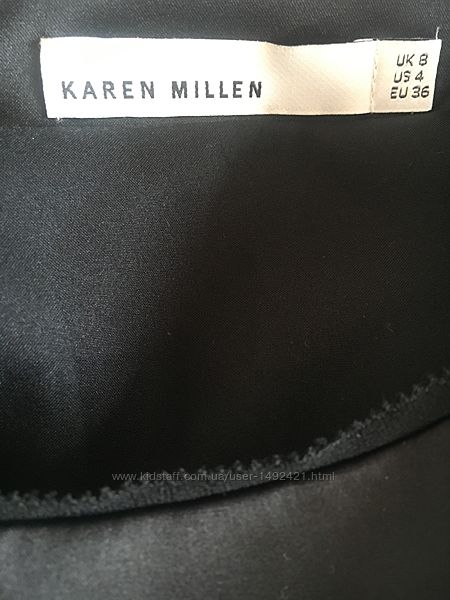 KAREN MILLEN
UK 8
US 4
EU 36
www.kidstaff.com.ua/user-1492421.html